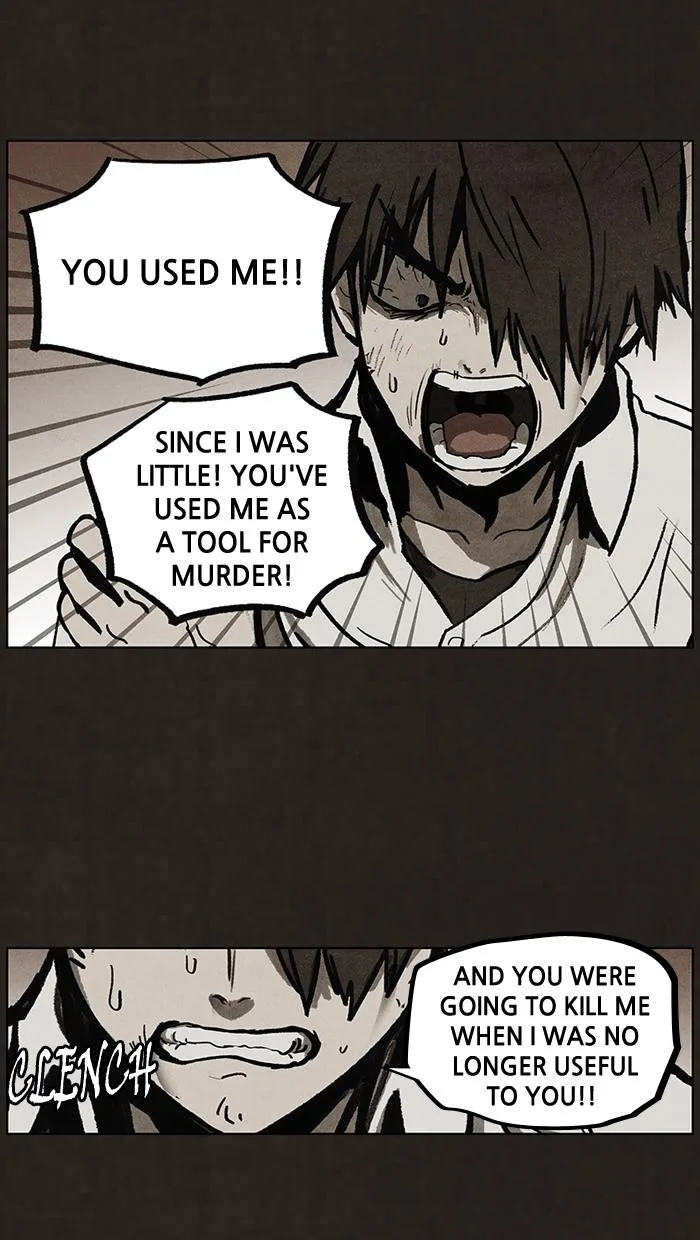 YOU USED ME!!
SINCE I WAS
LITTLE! YOU'VE
USED ME AS
A TOOL FOR
MURDER!
CLENCH
AND YOU WERE
GOING TO KILL ME
WHEN I WAS NO
LONGER USEFUL
TO YOU!!